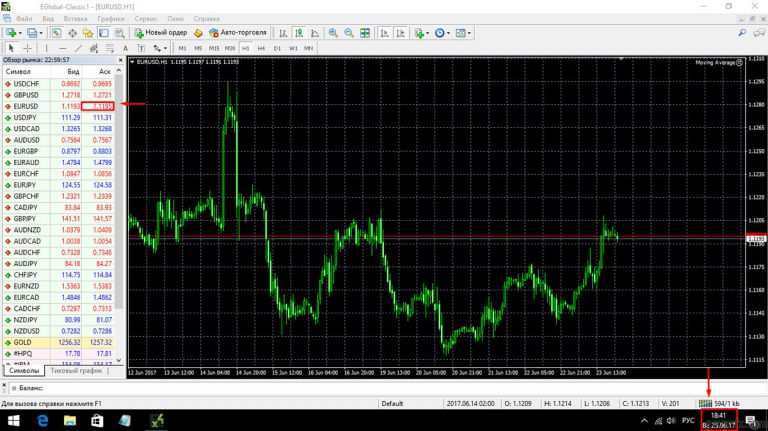 EGlobal-Classic1 - [EURUSD,H1]
Файл Вид Вставка Графики Сервис Окно Справка
Новый ордер Авто-торговля
A T M1 M5 M15 M30 H1 H4 D1 W1 MN
Обзор рынка: 22:59:57
Символ Бид Аск
USDCHF 0.9692 0.9695
GBPUSD 1.2718 1.2721
EURUSD 1.1193 1.1195
USDJPY 111.29 111.31
USDCAD 1.3265 1.3268
AUDUSD 0.7564 0.7567
EURGBP 0.8797 0.8803
EURAUD 1.4784 1.4799
EURCHF 1.0847 1.0856
EURJPY 124.55 124.58
GBPCHF 1.2321 1.2339
CADJPY 83.84 83.93
GBPJPY 141.51 141.57
AUDNZD 1.0379 1.0409
AUDCAD 1.0038 1.0054
AUDCHF 0.7328 0.7346
AUDJPY 84.18 84.27
CHFJPY 114.75 114.84
EURNZD 1.5363 1.5383
EURCAD 1.4846 1.4862
CADCHF 0.7297 0.7313
NZDJPY 80.99 81.07
NZDUSD 0.7282 0.7286
GOLD 1256.32 1257.32
#HPQ 17.78 17.81
Символы Тиковый график
EURUSD,H1 1.1195 1.1197 1.1195 1.1193
Moving Average
1.1310
1.1295
1.1280
1.1265
1.1250
1.1235
1.1220
1.1205
1.1193
1.1175
1.1160
1.1145
1.1130
1.1115
12 Jun 2017 13 Jun 13:00 14 Jun 04:00 14 Jun 20:00 15 Jun 12:00 16 Jun 04:00 16 Jun 20:00 19 Jun 13:00 20 Jun 05:00 20 Jun 21:00 21 Jun 13:00 22 Jun 05:00 22 Jun 21:00 23 Jun 13:00
Баланс:
Для вызова справки нажмите F1 Default 2017.06.14 02:00 O: 1.1209 H: 1.1214 L: 1.1206 C: 1.1213 V: 201 594/1 kb
РУС 18:41
Вс 25.06.17